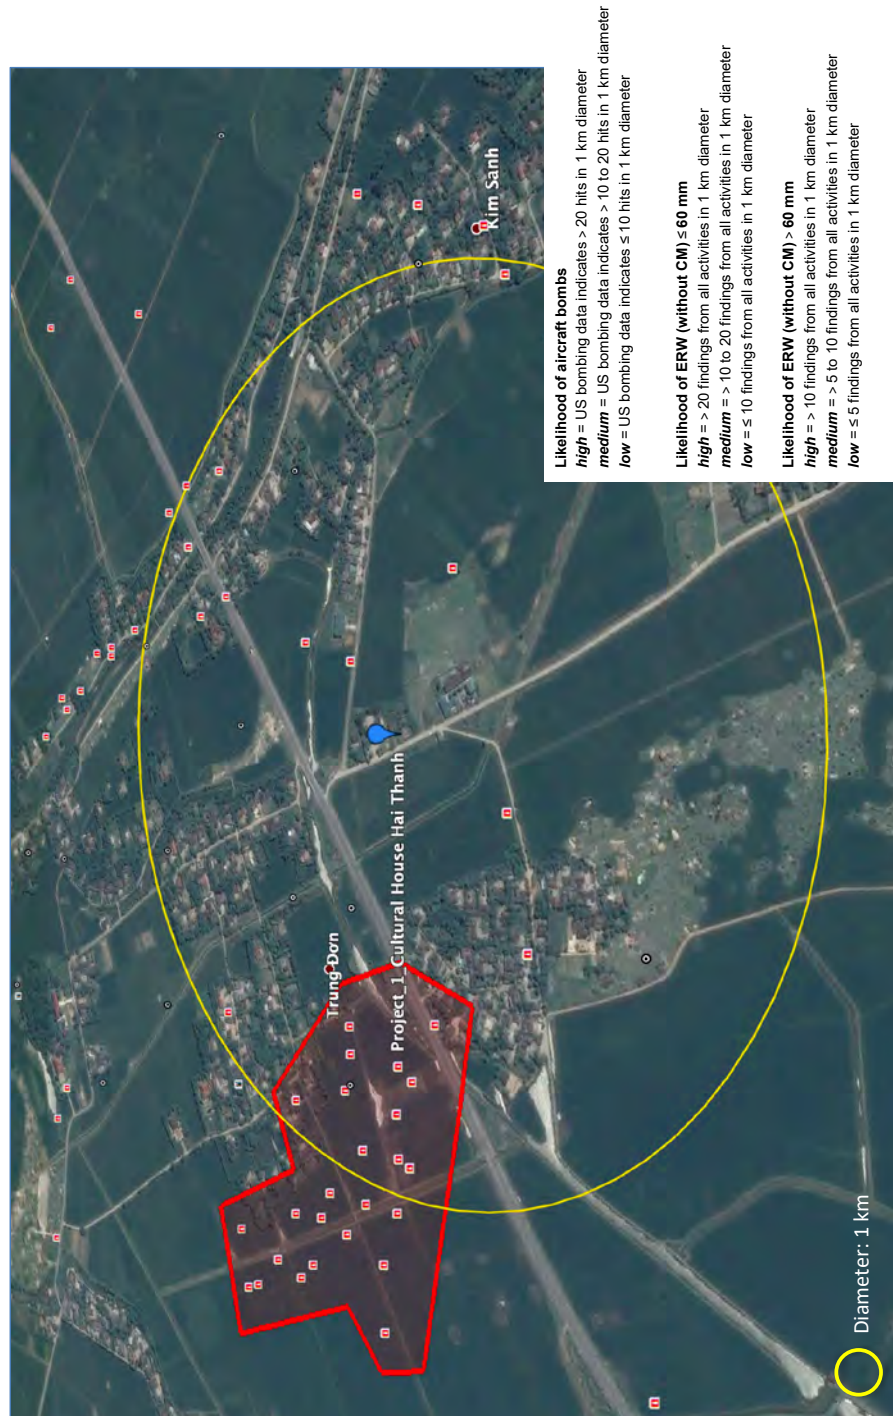 Kim Sanh
Trung Đơn
Project_1_Cultural House Hai Thanh
Likelihood of aircraft bombs
high = US bombing data indicates > 20 hits in 1 km diameter
medium = US bombing data indicates > 10 to 20 hits in 1 km diameter
low = US bombing data indicates ≤ 10 hits in 1 km diameter
Likelihood of ERW (without CM) ≤ 60 mm
high = > 20 findings from all activities in 1 km diameter
medium = > 10 to 20 findings from all activities in 1 km diameter
low = ≤ 10 findings from all activities in 1 km diameter
Likelihood of ERW (without CM) > 60 mm
high = > 10 findings from all activities in 1 km diameter
medium = > 5 to 10 findings from all activities in 1 km diameter
low = ≤ 5 findings from all activities in 1 km diameter
Diameter: 1 km